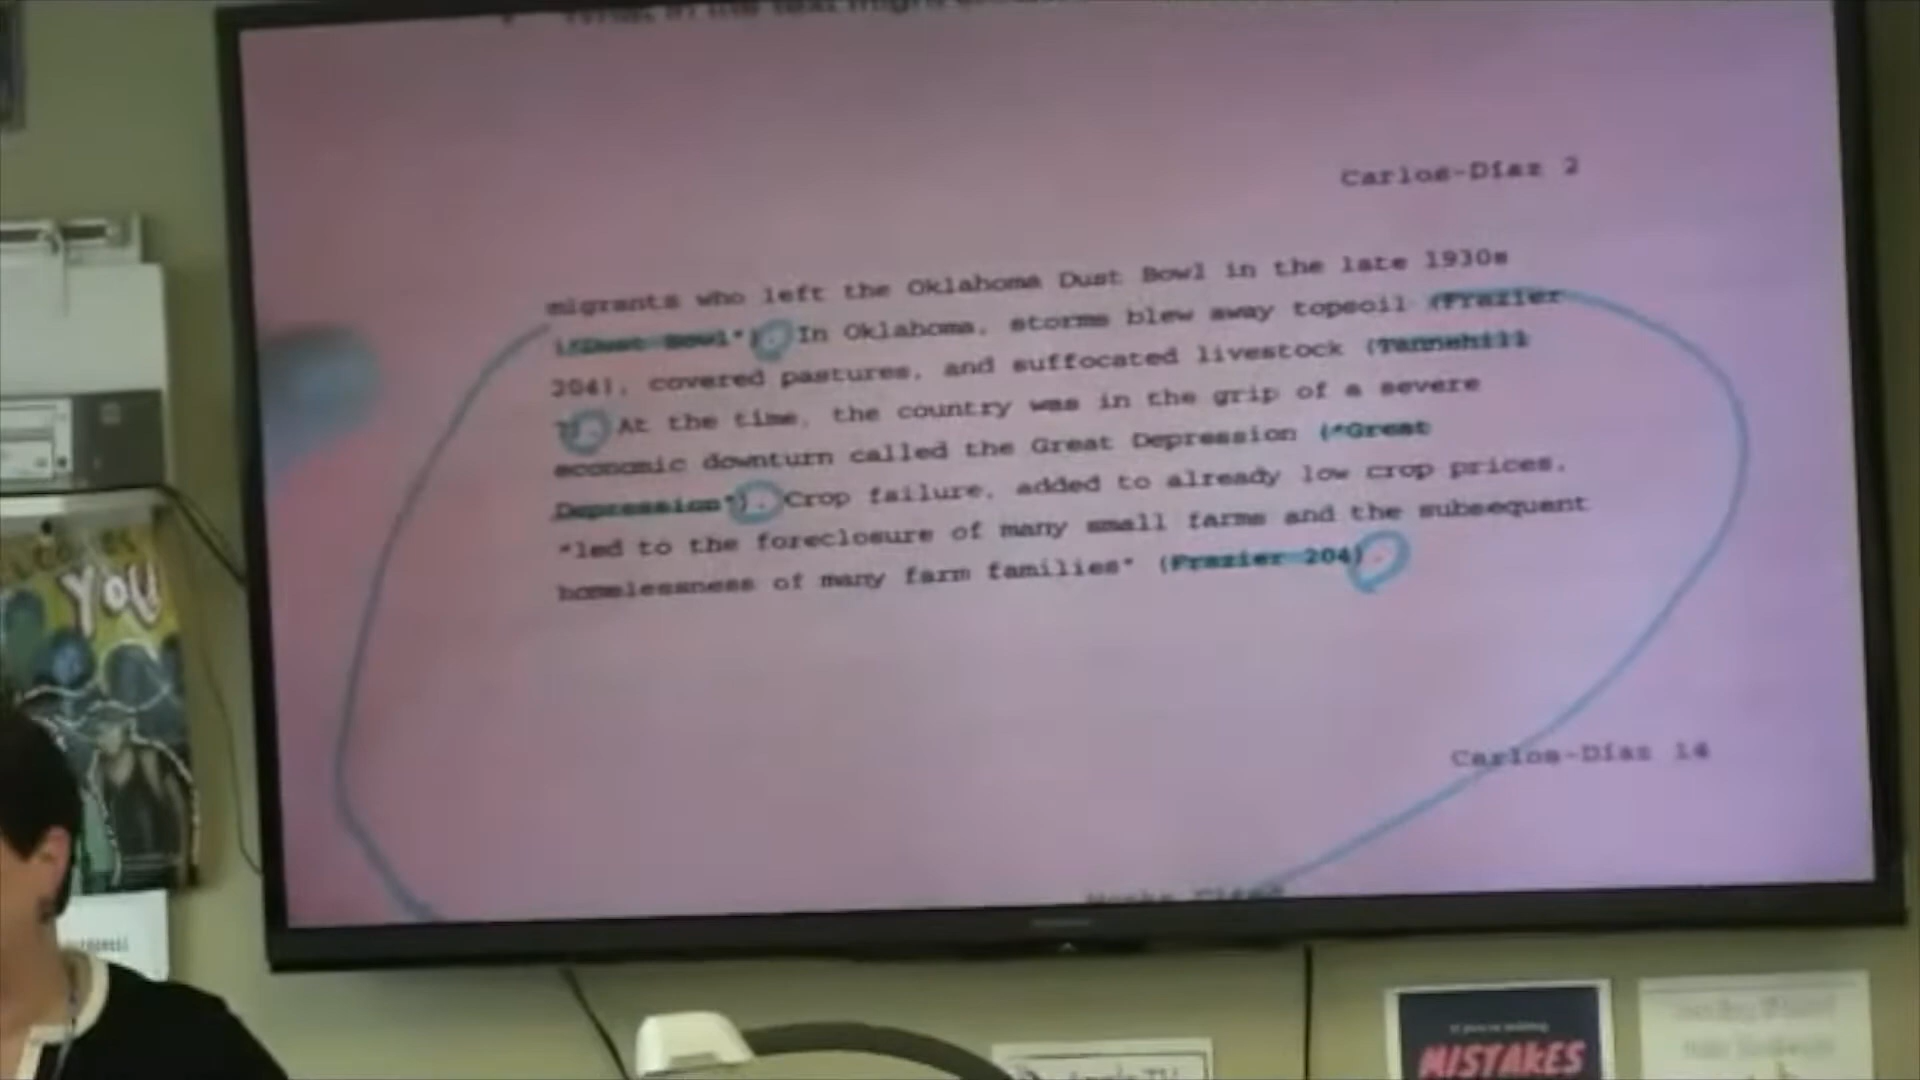 Carlos-Díaz 2
migrants who left the Oklahoma Dust Bowl in the late 1930s
("Dust Bowl"). In Oklahoma, storms blew away topsoil (Frazier
204), covered pastures, and suffocated livestock (Tannehill
7). At the time, the country was in the grip of a severe
economic downturn called the Great Depression ("Great
Depression"). Crop failure, added to already low crop prices,
"led to the foreclosure of many small farms and the subsequent
homelessness of many farm families" (Frazier 204).
Carlos-Díaz 14
YOU
MISTAKES